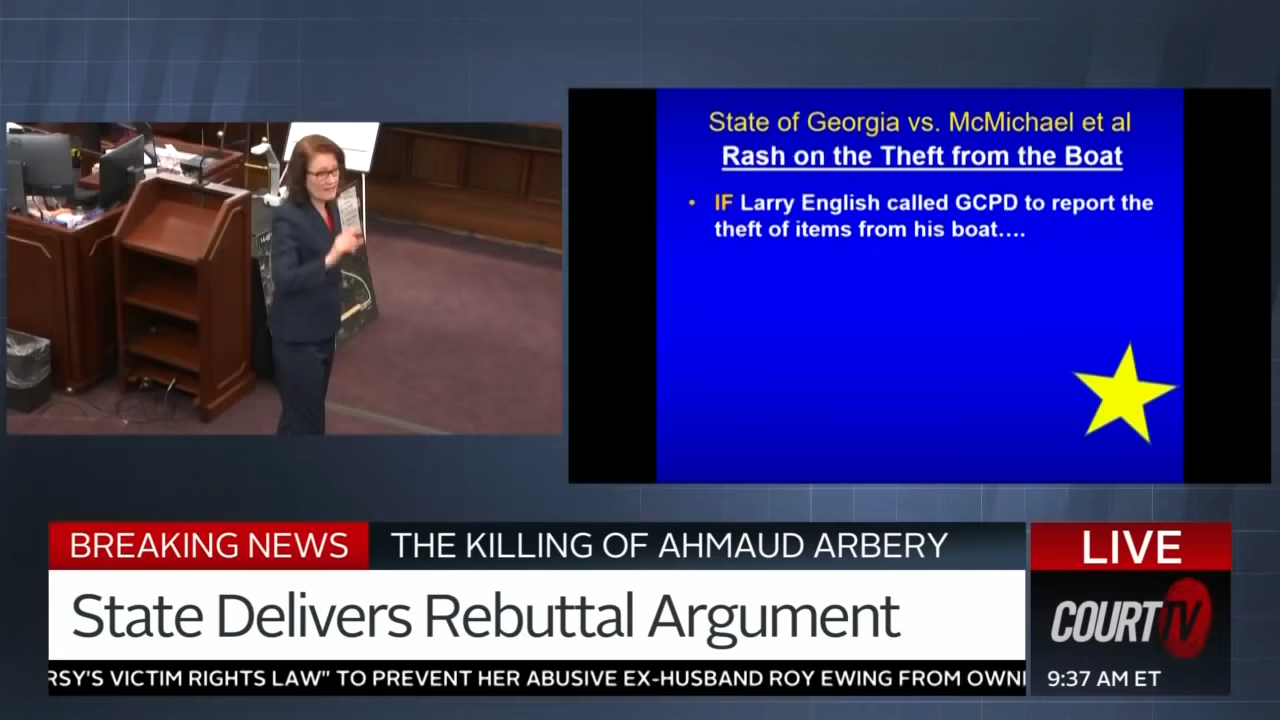 State of Georgia vs. McMichael et al
Rash on the Theft from the Boat
• IF Larry English called GCPD to report the
theft of items from his boat….
BREAKING NEWS
THE KILLING OF AHMAUD ARBERY
LIVE
State Delivers Rebuttal Argument
COURT TV
RSY'S VICTIM RIGHTS LAW" TO PREVENT HER ABUSIVE EX-HUSBAND ROY EWING FROM OWNI
9:37 AM ET